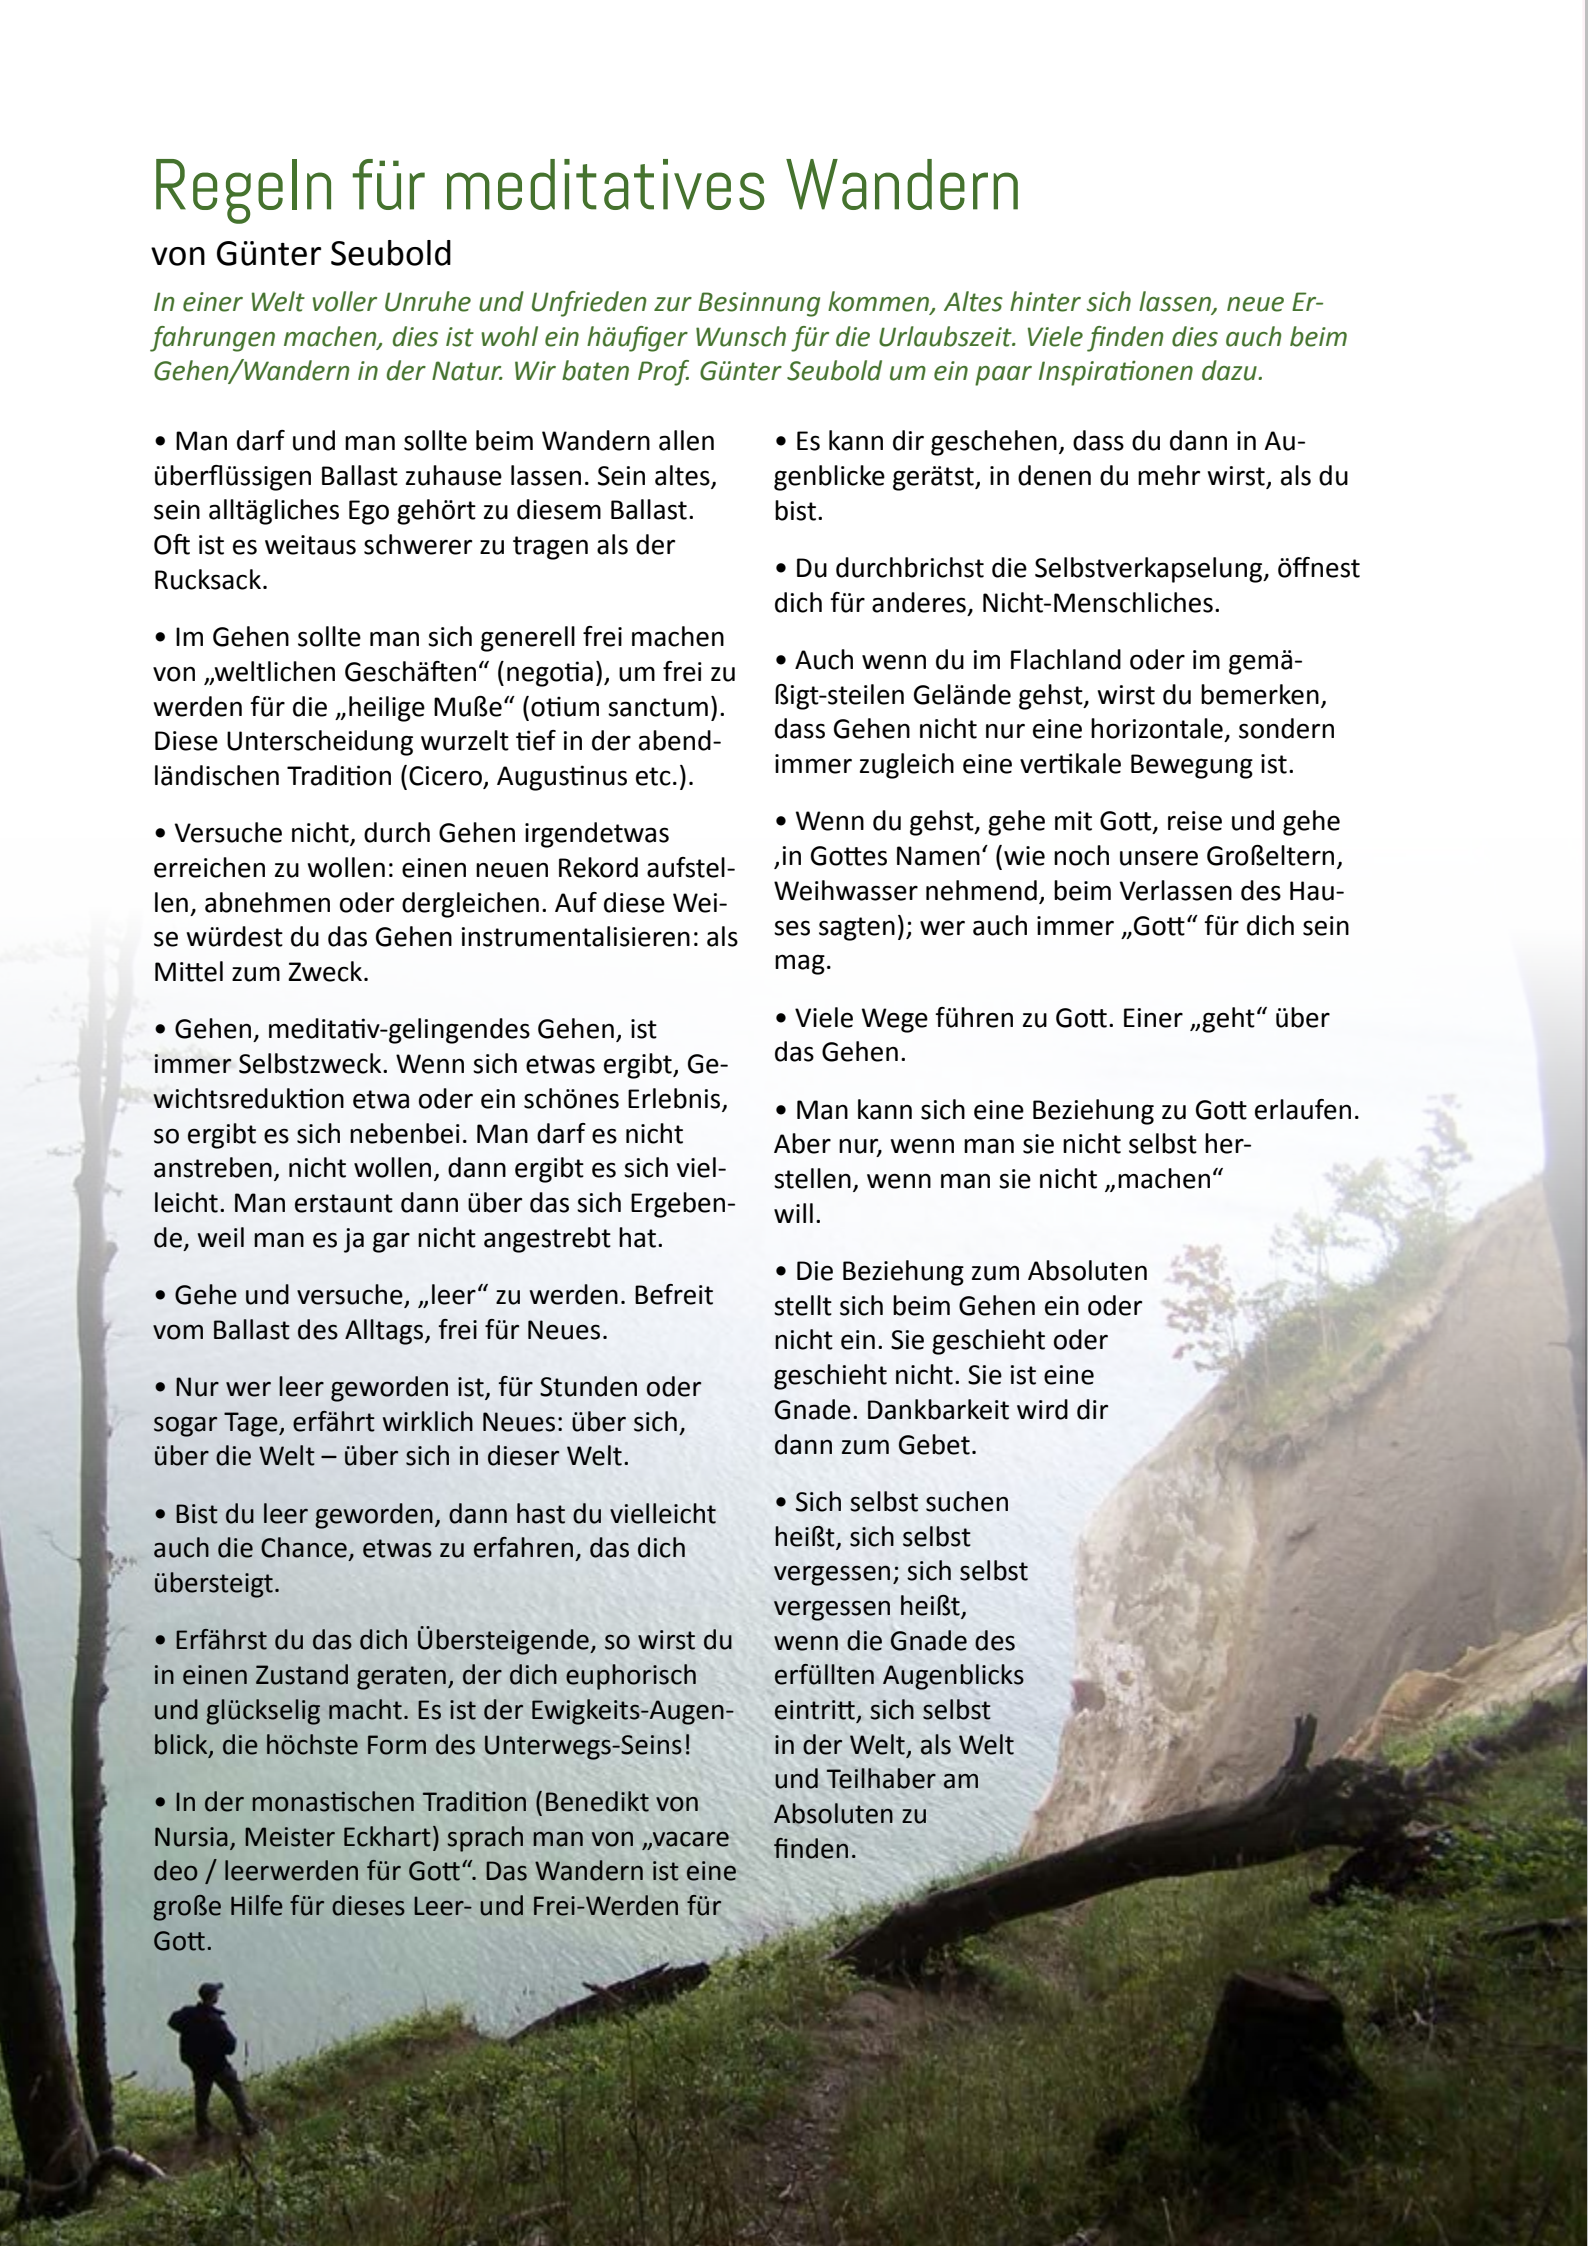 Regeln für meditatives Wandern
von Günter Seubold
In einer Welt voller Unruhe und Unfrieden zur Besinnung kommen, Altes hinter sich lassen, neue Er-
fahrungen machen, dies ist wohl ein häufiger Wunsch für die Urlaubszeit. Viele finden dies auch beim
Gehen/Wandern in der Natur. Wir baten Prof. Günter Seubold um ein paar Inspirationen dazu.
• Man darf und man sollte beim Wandern allen
überflüssigen Ballast zuhause lassen. Sein altes,
sein alltägliches Ego gehört zu diesem Ballast.
Oft ist es weitaus schwerer zu tragen als der
Rucksack.
• Im Gehen sollte man sich generell frei machen
von „weltlichen Geschäften“ (negotia), um frei zu
werden für die „heilige Muße“ (otium sanctum).
Diese Unterscheidung wurzelt tief in der abend-
ländischen Tradition (Cicero, Augustinus etc.).
• Versuche nicht, durch Gehen irgendetwas
erreichen zu wollen: einen neuen Rekord aufstel-
len, abnehmen oder dergleichen. Auf diese Wei-
se würdest du das Gehen instrumentalisieren: als
Mittel zum Zweck.
• Gehen, meditativ-gelingendes Gehen, ist
immer Selbstzweck. Wenn sich etwas ergibt, Ge-
wichtsreduktion etwa oder ein schönes Erlebnis,
so ergibt es sich nebenbei. Man darf es nicht
anstreben, nicht wollen, dann ergibt es sich viel-
leicht. Man erstaunt dann über das sich Ergeben-
de, weil man es ja gar nicht angestrebt hat.
• Gehe und versuche, „leer“ zu werden. Befreit
vom Ballast des Alltags, frei für Neues.
• Nur wer leer geworden ist, für Stunden oder
sogar Tage, erfährt wirklich Neues: über sich,
über die Welt – über sich in dieser Welt.
• Bist du leer geworden, dann hast du vielleicht
auch die Chance, etwas zu erfahren, das dich
übersteigt.
• Erfährst du das dich Übersteigende, so wirst du
in einen Zustand geraten, der dich euphorisch
und glückselig macht. Es ist der Ewigkeits-Augen-
blick, die höchste Form des Unterwegs-Seins!
• In der monastischen Tradition (Benedikt von
Nursia, Meister Eckhart) sprach man von „vacare
deo / leerwerden für Gott“. Das Wandern ist eine
große Hilfe für dieses Leer- und Frei-Werden für
Gott.
• Es kann dir geschehen, dass du dann in Au-
genblicke gerätst, in denen du mehr wirst, als du
bist.
• Du durchbrichst die Selbstverkapselung, öffnest
dich für anderes, Nicht-Menschliches.
• Auch wenn du im Flachland oder im gemä-
ßigt-steilen Gelände gehst, wirst du bemerken,
dass Gehen nicht nur eine horizontale, sondern
immer zugleich eine vertikale Bewegung ist.
• Wenn du gehst, gehe mit Gott, reise und gehe
‚in Gottes Namen‘ (wie noch unsere Großeltern,
Weihwasser nehmend, beim Verlassen des Hau-
ses sagten); wer auch immer „Gott“ für dich sein
mag.
• Viele Wege führen zu Gott. Einer „geht“ über
das Gehen.
• Man kann sich eine Beziehung zu Gott erlaufen.
Aber nur, wenn man sie nicht selbst her-
stellen, wenn man sie nicht „machen“
will.
• Die Beziehung zum Absoluten
stellt sich beim Gehen ein oder
nicht ein. Sie geschieht oder
geschieht nicht. Sie ist eine
Gnade. Dankbarkeit wird dir
dann zum Gebet.
• Sich selbst suchen
heißt, sich selbst
vergessen; sich selbst
vergessen heißt,
wenn die Gnade des
erfüllten Augenblicks
eintritt, sich selbst
in der Welt, als Welt
und Teilhaber am
Absoluten zu
finden.